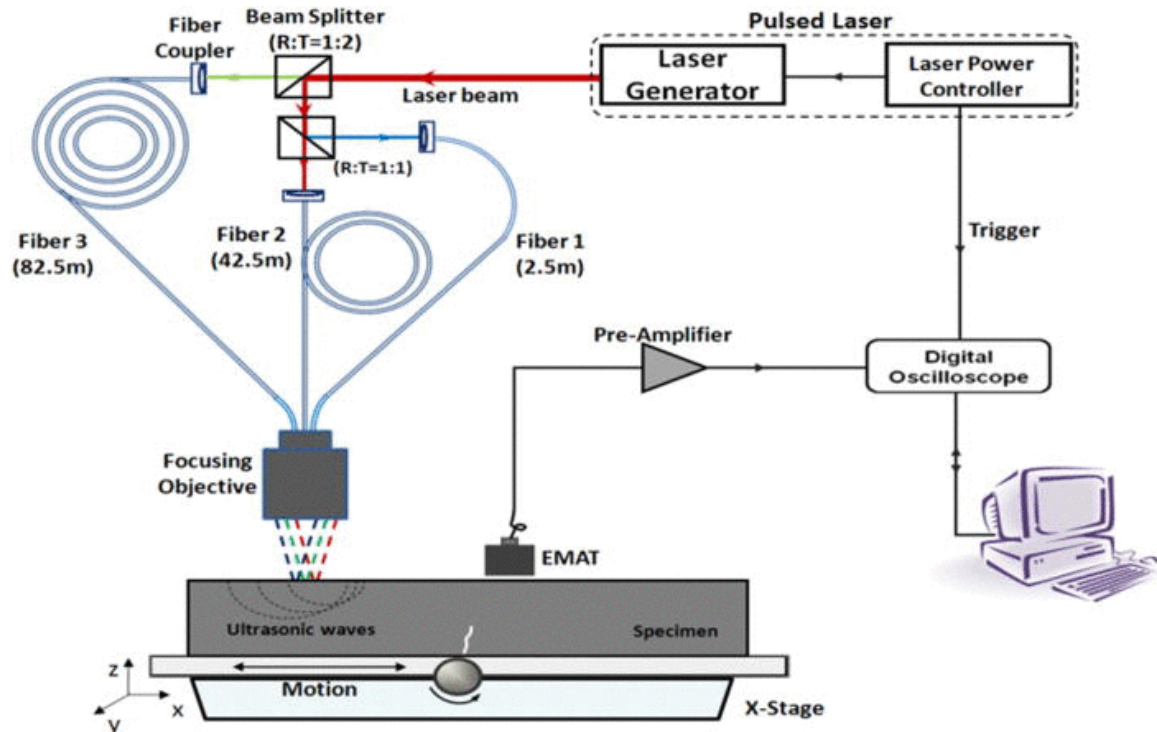 Beam Splitter
(R:T=1:2)
Fiber
Coupler
Pulsed Laser
Laser
Generator
Laser Power
Controller
Laser beam
(R:T=1:1)
Fiber 3
(82.5m)
Fiber 2
(42.5m)
Fiber 1
(2.5m)
Trigger
Pre-Amplifier
Digital
Oscilloscope
Focusing
Objective
EMAT
Ultrasonic waves
Specimen
z
x
y
Motion
X-Stage